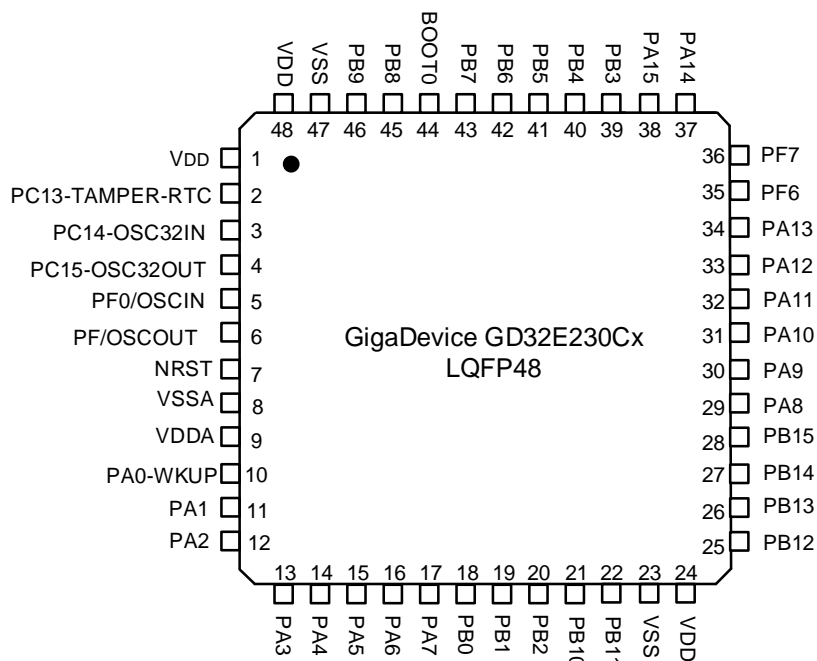 VDD
VSS
PB9
PB8
BOOT0
PB7
PB6
PB5
PB4
PB3
PA15
PA14
48 47 46 45 44 43 42 41 40 39 38 37
VDD 1
PC13-TAMPER-RTC 2
PC14-OSC32IN 3
PC15-OSC32OUT 4
PF0/OSCIN 5
PF/OSCOUT 6
NRST 7
VSSA 8
VDDA 9
PA0-WKUP 10
PA1 11
PA2 12
GigaDevice GD32E230Cx
LQFP48
36 PF7
35 PF6
34 PA13
33 PA12
32 PA11
31 PA10
30 PA9
29 PA8
28 PB15
27 PB14
26 PB13
25 PB12
13 14 15 16 17 18 19 20 21 22 23 24
PA3
PA4
PA5
PA6
PA7
PB0
PB1
PB2
PB10
VSS
VDD